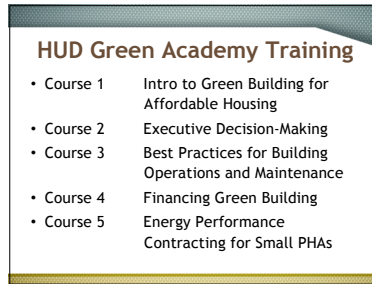 HUD Green Academy Training
• Course 1 Intro to Green Building for
Affordable Housing
• Course 2 Executive Decision-Making
• Course 3 Best Practices for Building
Operations and Maintenance
• Course 4 Financing Green Building
• Course 5 Energy Performance
Contracting for Small PHAs